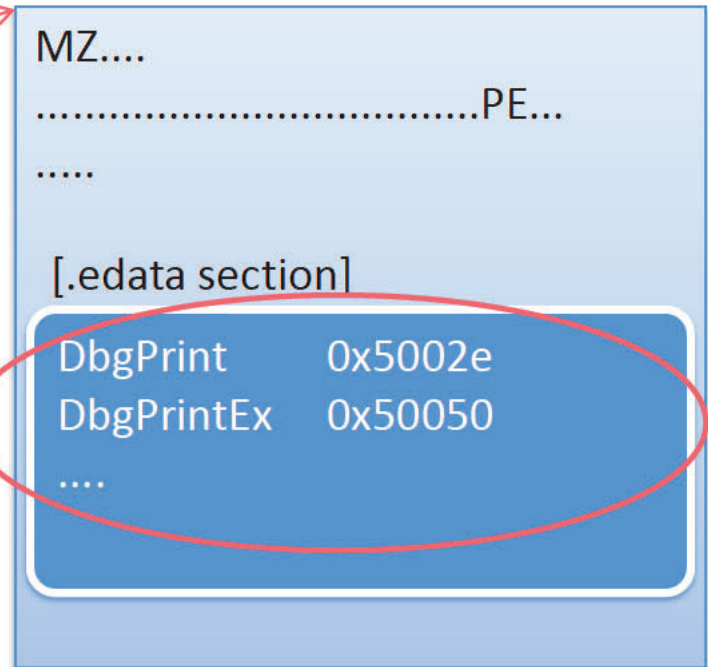 MZ....
....................................PE...
.....
[.edata section]
DbgPrint 0x5002e
DbgPrintEx 0x50050
....